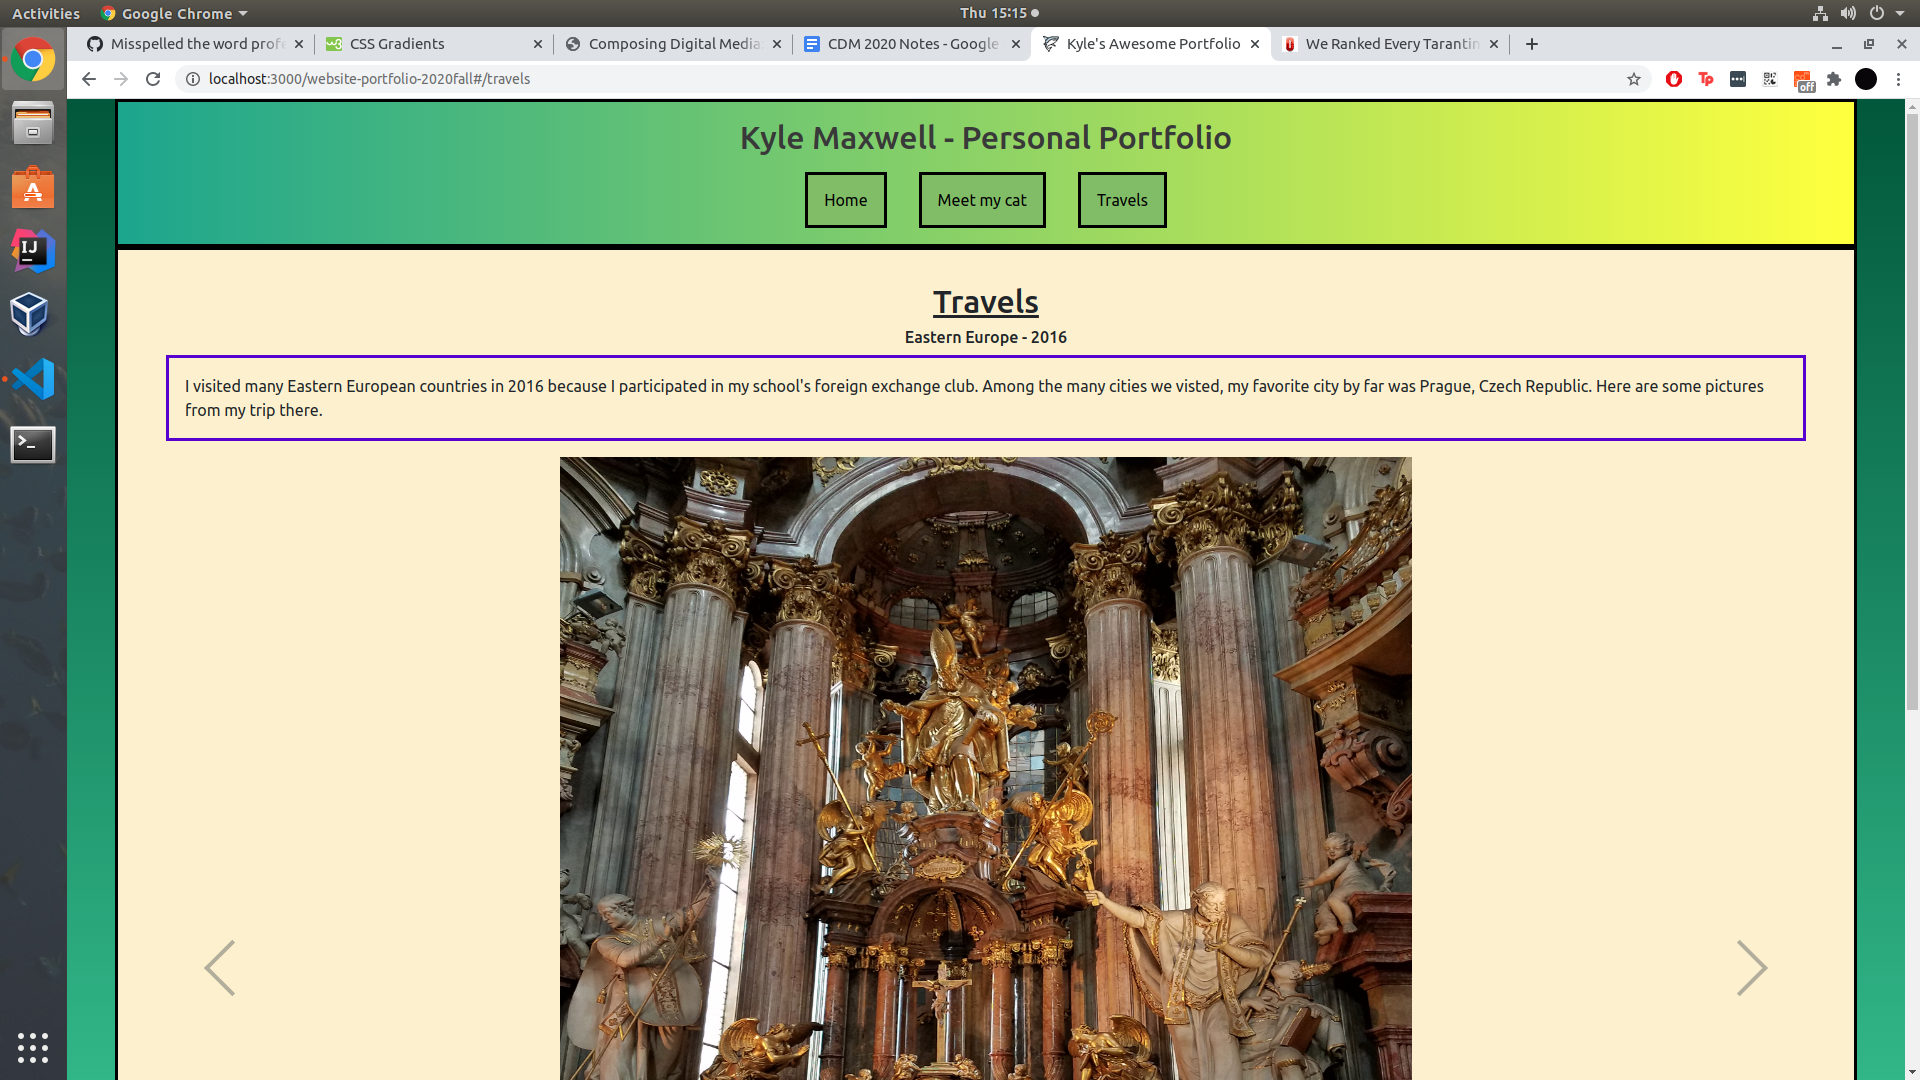 Activities Google Chrome Thu 15:15
Misspelled the word prof CSS Gradients Composing Digital Media CDM 2020 Notes - Google Kyle's Awesome Portfolio We Ranked Every Tarantin
localhost:3000/website-portfolio-2020fall#/travels
off
Kyle Maxwell - Personal Portfolio
Home Meet my cat Travels
Travels
Eastern Europe - 2016
I visited many Eastern European countries in 2016 because I participated in my school's foreign exchange club. Among the many cities we visted, my favorite city by far was Prague, Czech Republic. Here are some pictures
from my trip there.